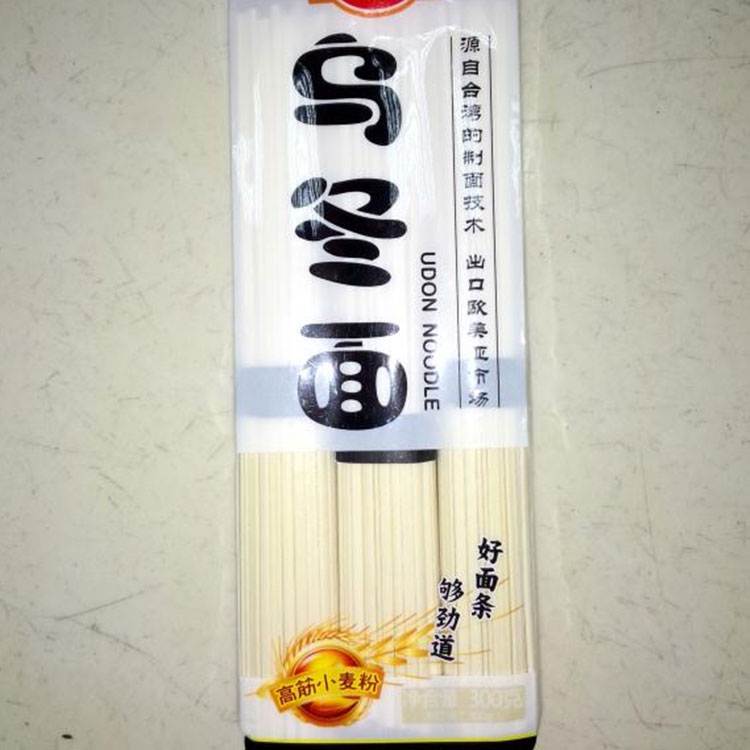 乌冬面
UDON NOODLE
源自台湾的制面技术 出口欧美亚市场
好面条
够劲道
高筋小麦粉
净含量:300克